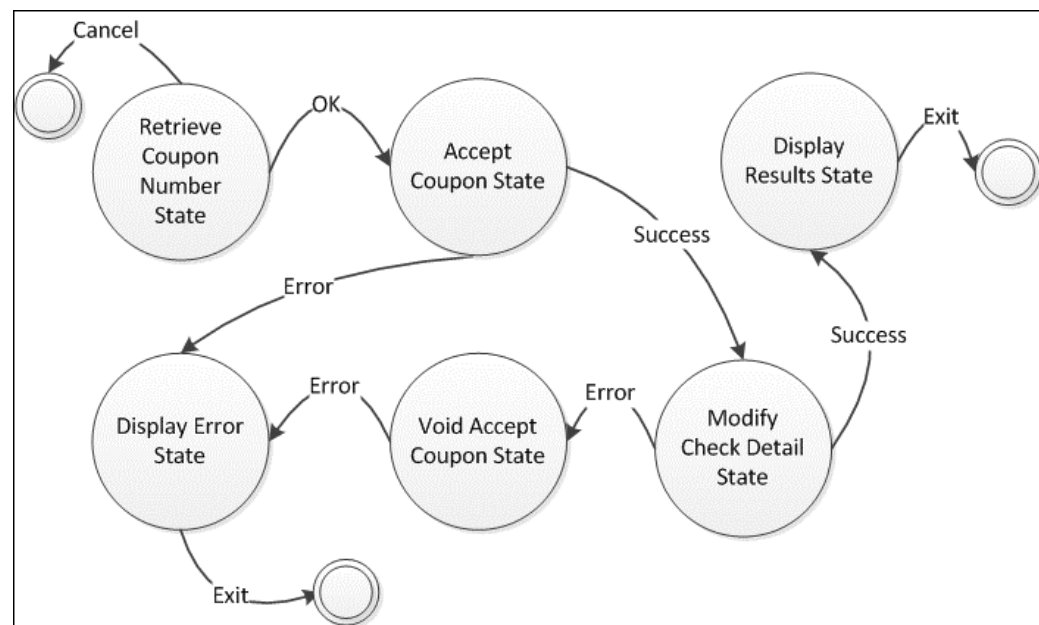 Cancel
Retrieve
Coupon
Number
State
OK
Accept
Coupon State
Success
Error
Display
Results State
Exit
Success
Modify
Check Detail
State
Error
Void Accept
Coupon State
Error
Display Error
State
Exit